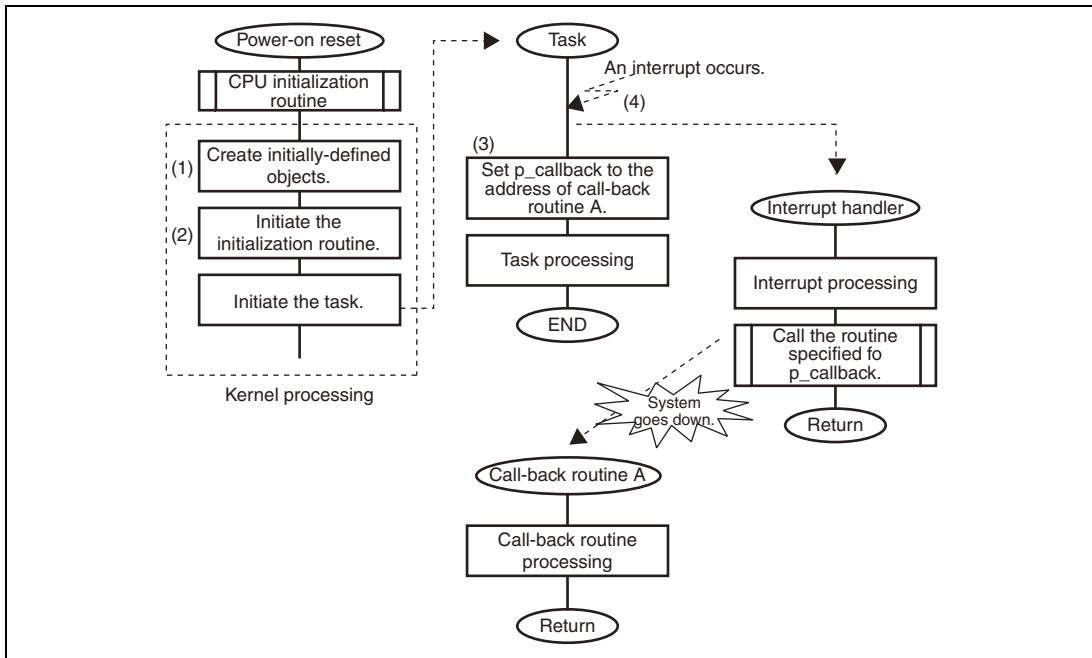 Power-on reset
CPU initialization
routine
(1)
Create initially-defined
objects.
(2)
Initiate the
initialization routine.
Initiate the task.
Kernel processing
Task
An interrupt occurs.
(4)
(3)
Set p_callback to the
address of call-back
routine A.
Task processing
END
Interrupt handler
Interrupt processing
Call the routine
specified fo
p_callback.
Return
System
goes down.
Call-back routine A
Call-back routine
processing
Return